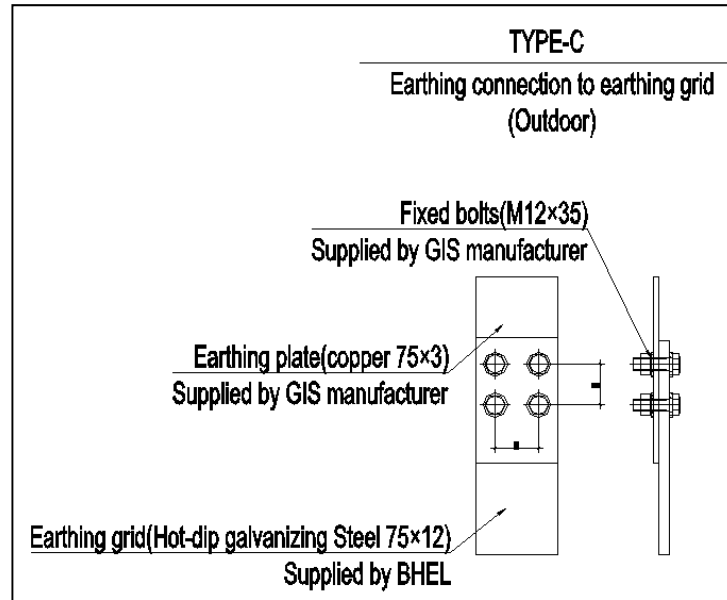 TYPE-C
Earthing connection to earthing grid
(Outdoor)
Fixed bolts(M12×35)
Supplied by GIS manufacturer
Earthing plate(copper 75×3)
Supplied by GIS manufacturer
Earthing grid(Hot-dip galvanizing Steel 75×12)
Supplied by BHEL